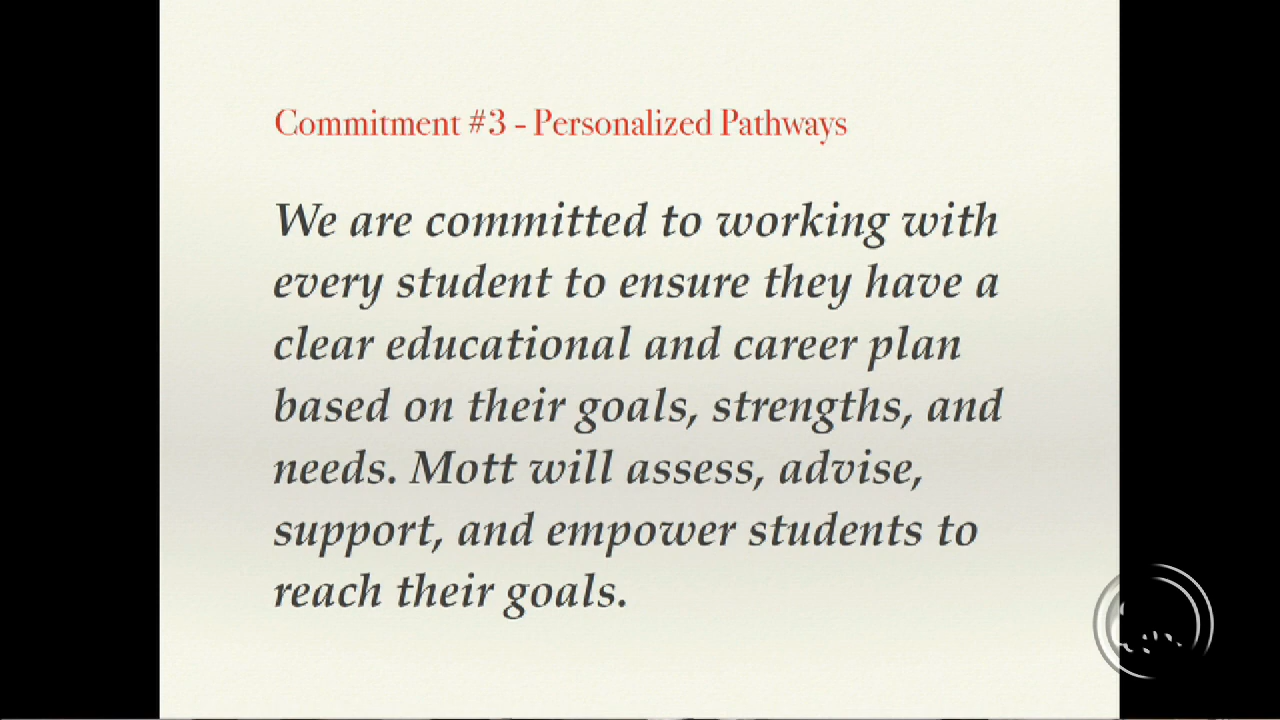 Commitment #3 - Personalized Pathways
We are committed to working with
every student to ensure they have a
clear educational and career plan
based on their goals, strengths, and
needs. Mott will assess, advise,
support, and empower students to
reach their goals.